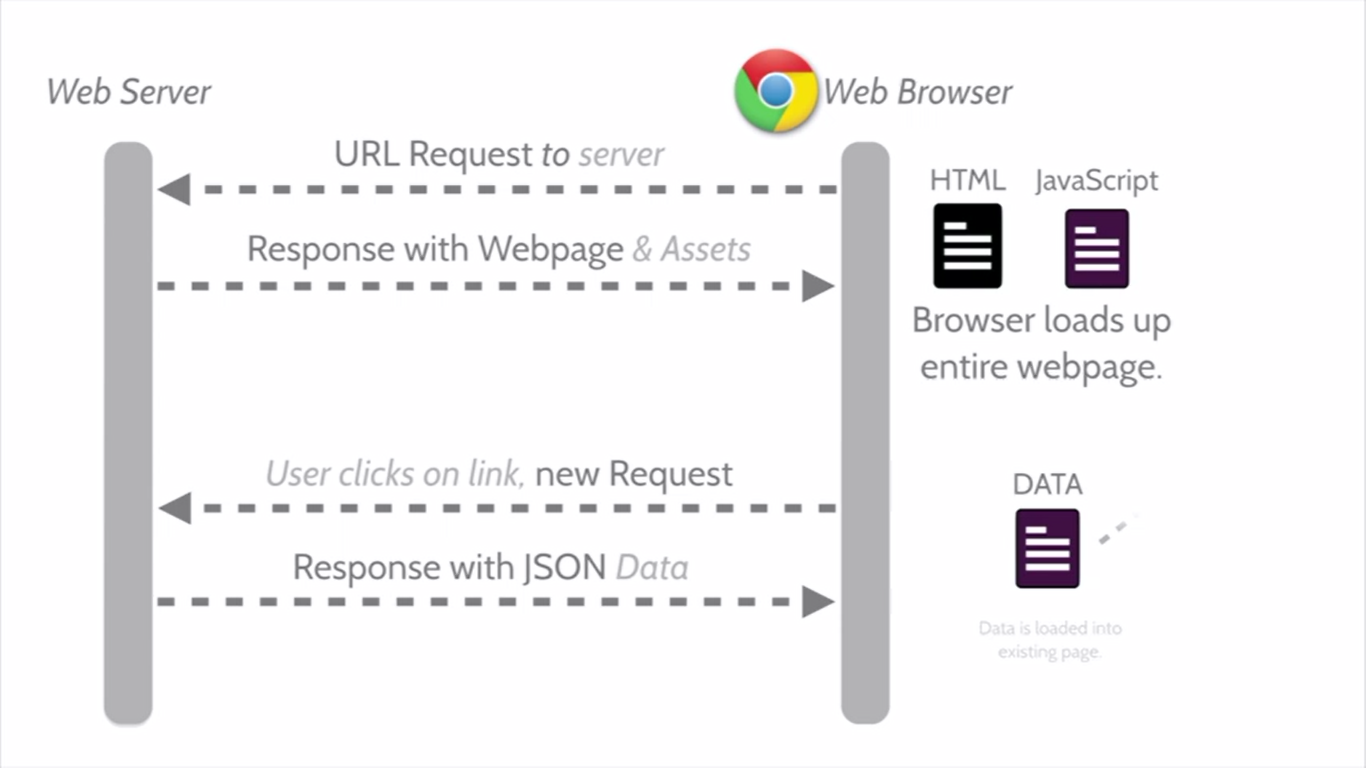 Web Server
Web Browser
URL Request to server
HTML
JavaScript
Response with Webpage & Assets
Browser loads up
entire webpage.
User clicks on link, new Request
DATA
Response with JSON Data
Data is loaded into
existing page.